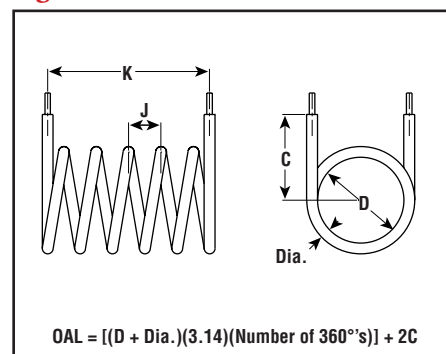 K
J
C
D
Dia.
OAL = [(D + Dia.)(3.14)(Number of 360°'s)] + 2C